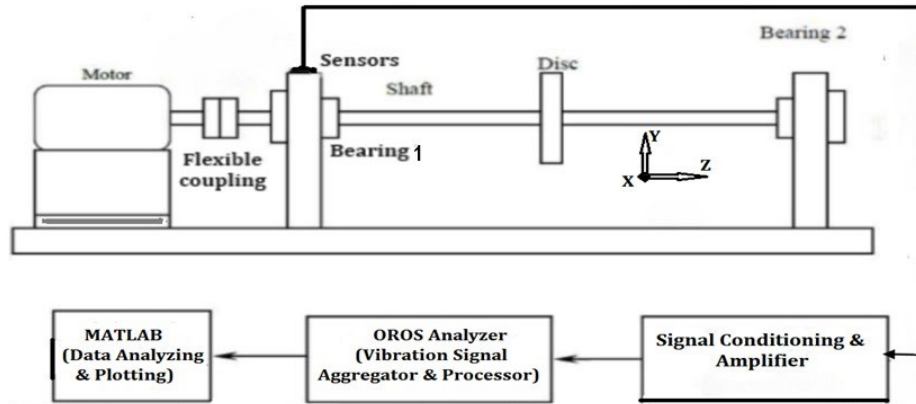 Bearing 2
Sensors
Motor
Disc
Shaft
Bearing 1
Flexible
coupling
Y
X
Z
MATLAB
(Data Analyzing
& Plotting)
OROS Analyzer
(Vibration Signal
Aggregator & Processor)
Signal Conditioning &
Amplifier